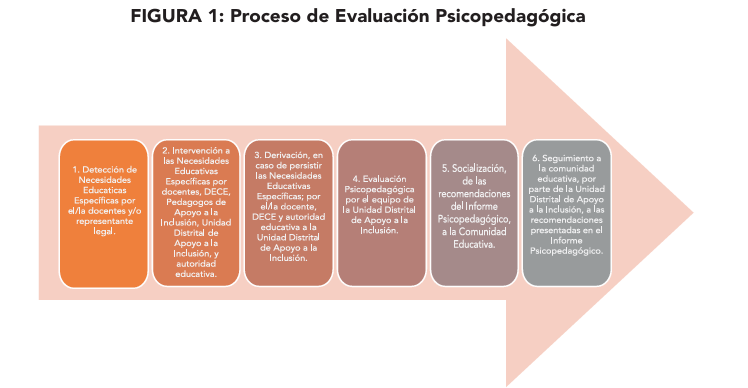 FIGURA 1: Proceso de Evaluación Psicopedagógica
1. Detección de
Necesidades
Educaticas
Específicas por
el/la docentes y/o
representante
legal.
2. Intervención a
las Necesidades
Educativas
Específicas por
docentes, DECE,
Pedagogos de
Apoyo a la
Inclusión, Unidad
Distrital de
Apoyo a la
Inclusión, y
autoridad
educativa.
3. Derivación, en
caso de persistir
las Necesidades
Educativas
Específicas; por
el/la docente,
DECE y autoridad
educativa a la
Unidad Distrital
de Apoyo a la
Inclusión.
4. Evaluación
Psicopedagógica
por el equipo de
la Unidad Distrital
de Apoyo a la
Inclusión.
5. Socialización,
de las
recomendaciones
del Informe
Psicopedagógico,
a la Comunidad
Educativa.
6. Seguimiento a
la comunidad
educativa, por
parte de la Unidad
Distrital de Apoyo
a la Inclusión, a las
recomendaciones
presentadas en el
Informe
Psicopedagógico.